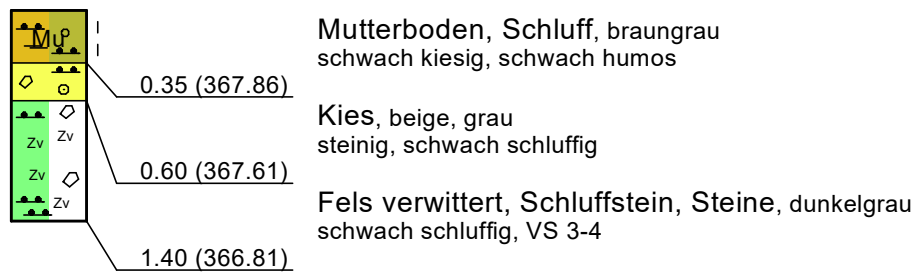 Mu
Mutterboden, Schluff, braungrau
schwach kiesig, schwach humos
0.35 (367.86)
Kies, beige, grau
steinig, schwach schluffig
Zv
Zv
0.60 (367.61)
Zv
Zv
Fels verwittert, Schluffstein, Steine, dunkelgrau
schwach schluffig, VS 3-4
1.40 (366.81)